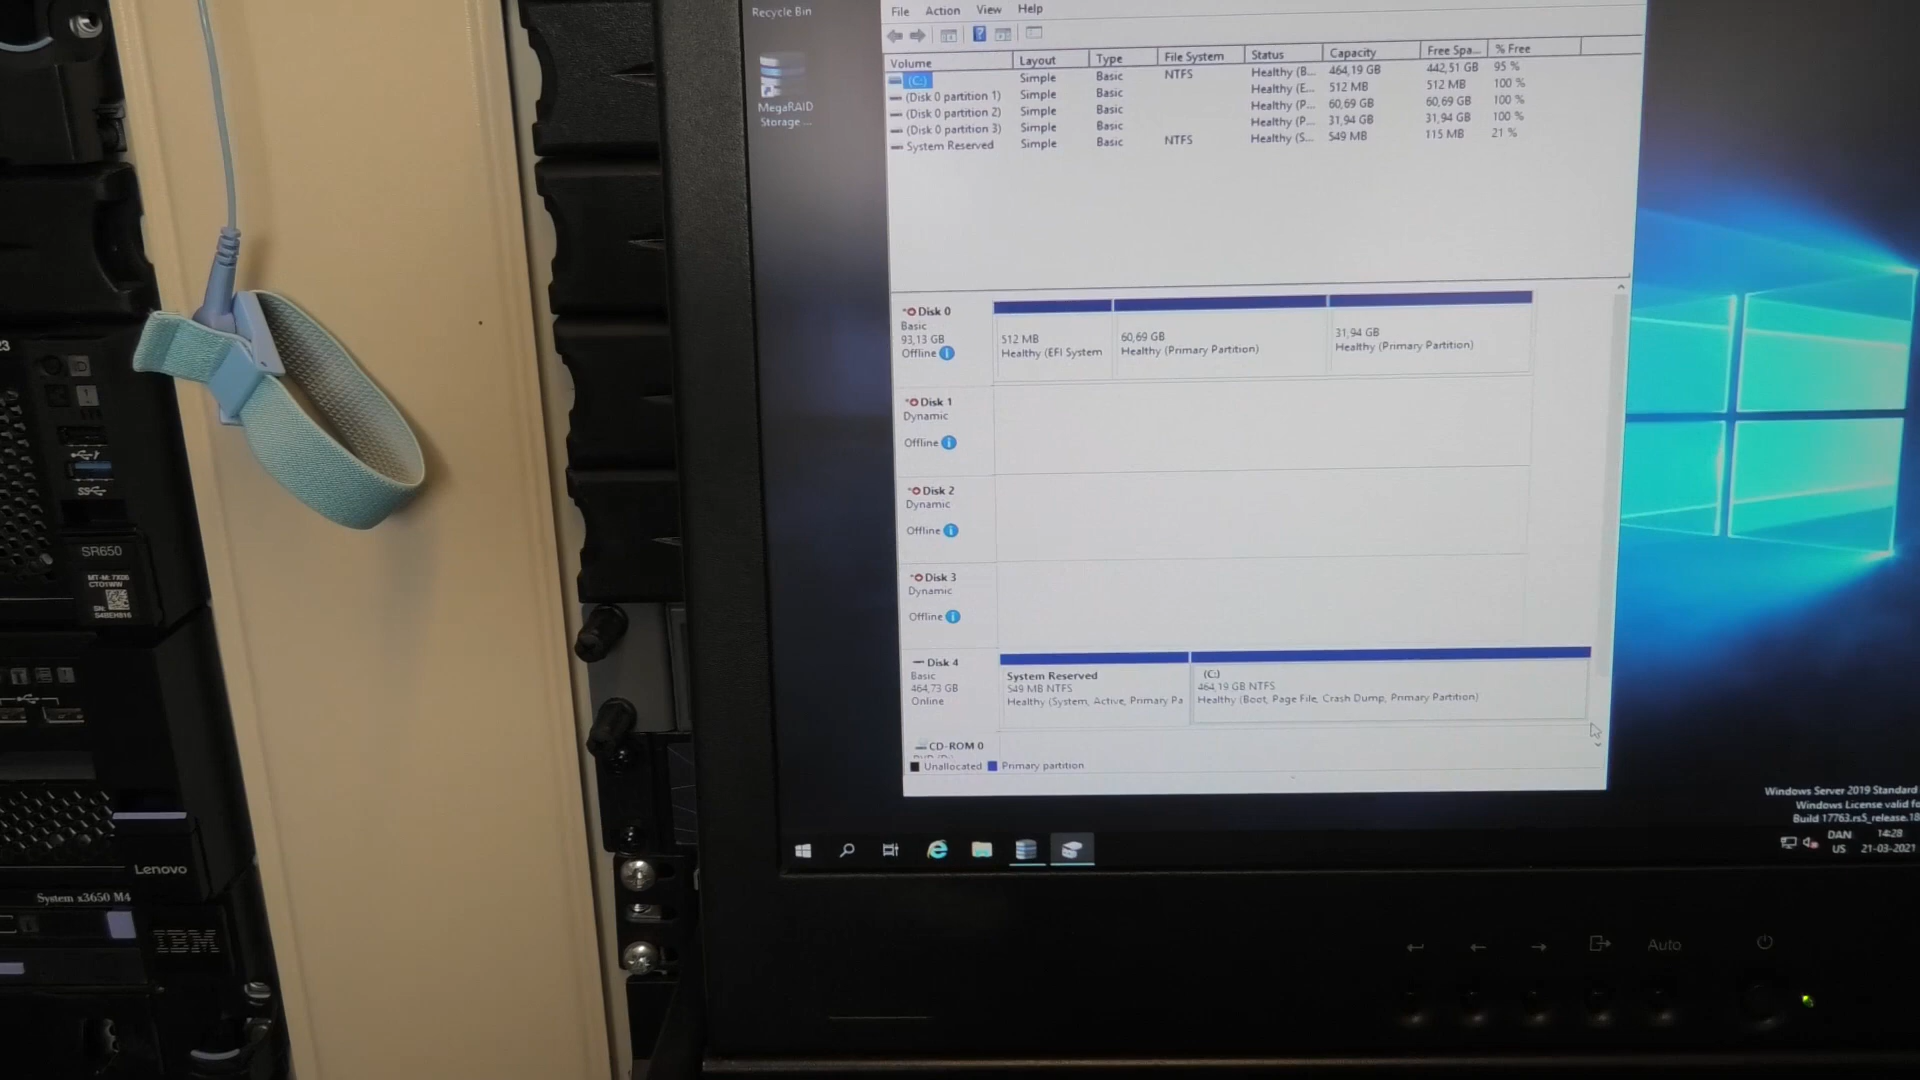 Recycle Bin
MegaRAID
Storage ...
File Action View Help
Volume Layout Type File System Status Capacity Free Spa... % Free
(C:) Simple Basic NTFS Healthy (B... 464,19 GB 442,51 GB 95 %
(Disk 0 partition 1) Simple Basic Healthy (E... 512 MB 512 MB 100 %
(Disk 0 partition 2) Simple Basic Healthy (P... 60,69 GB 60,69 GB 100 %
(Disk 0 partition 3) Simple Basic Healthy (P... 31,94 GB 31,94 GB 100 %
System Reserved Simple Basic NTFS Healthy (S... 549 MB 115 MB 21 %
Disk 0
Basic
93,13 GB
Offline
512 MB
Healthy (EFI System
60,69 GB
Healthy (Primary Partition)
31,94 GB
Healthy (Primary Partition)
Disk 1
Dynamic
Offline
Disk 2
Dynamic
Offline
Disk 3
Dynamic
Offline
Disk 4
Basic
464,73 GB
Online
System Reserved
549 MB NTFS
Healthy (System, Active, Primary Pa
(C:)
464,19 GB NTFS
Healthy (Boot, Page File, Crash Dump, Primary Partition)
CD-ROM 0
Unallocated Primary partition
Windows Server 2019 Standard
Windows License valid fo
Build 17763.rs5_release.18
DAN
US
14:28
21-03-2021
Auto
23
SR650
MT-M: 7X06
CTO1WW
SN:
Lenovo
System x3650 M4
IBM